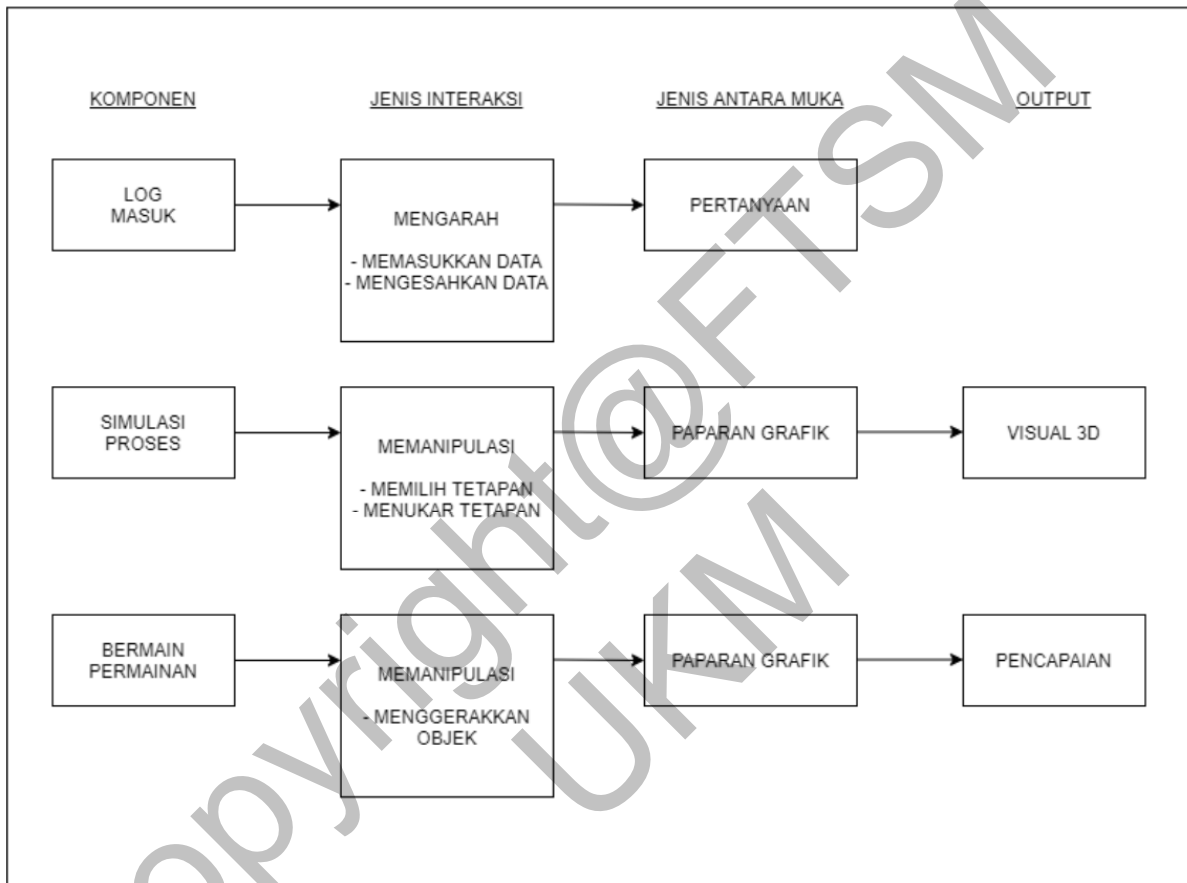 KOMPONEN
JENIS INTERAKSI
JENIS ANTARA MUKA
OUTPUT
LOG
MASUK
MENGARAH
- MEMASUKKAN DATA
- MENGESAHKAN DATA
PERTANYAAN
SIMULASI
PROSES
MEMANIPULASI
- MEMILIH TETAPAN
- MENUKAR TETAPAN
PAPARAN GRAFIK
VISUAL 3D
BERMAIN
PERMAINAN
MEMANIPULASI
- MENGGERAKKAN
OBJEK
PAPARAN GRAFIK
PENCAPAIAN
opyright@FTSM
UKM